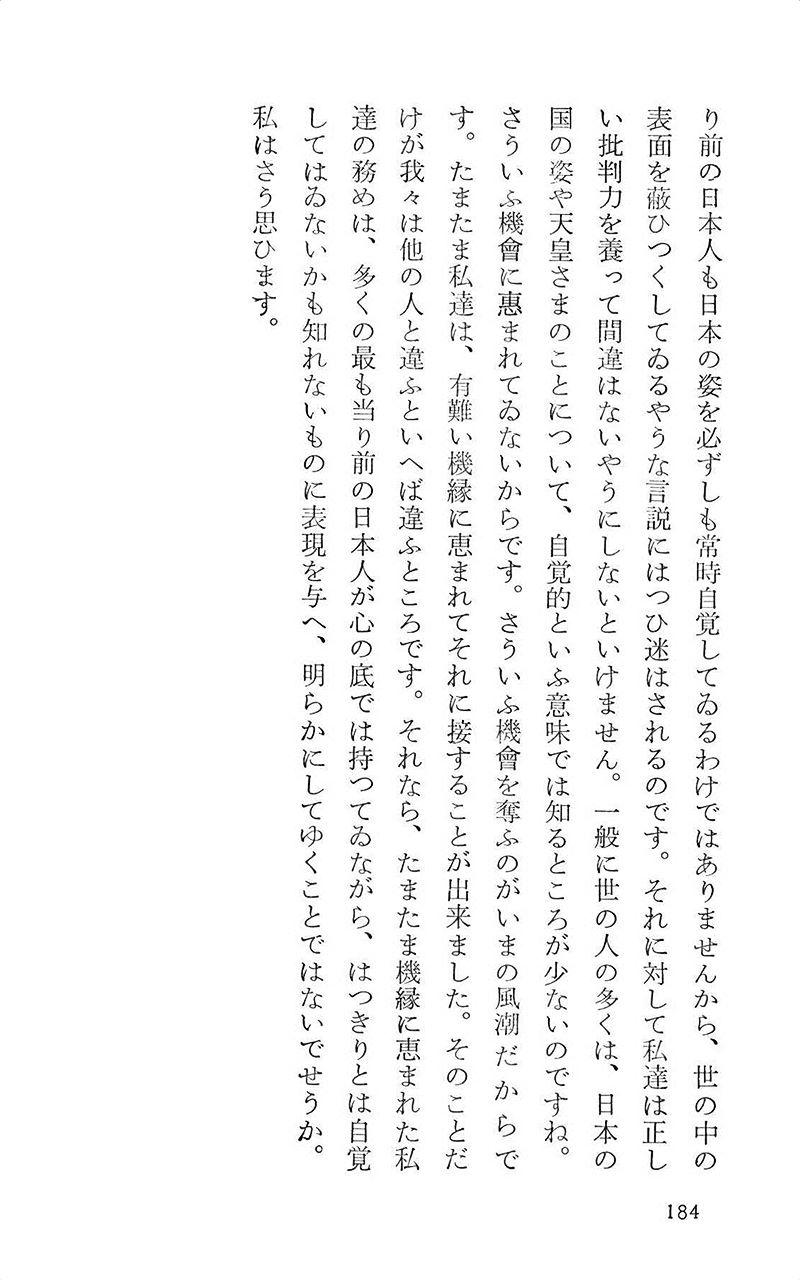 り前の日本人も日本の姿を必ずしも常時自覚してゐるわけではありませんから、世の中の
表面を蔽ひつくしてゐるやうな言説にはつひ迷はされるのです。それに対して私達は正し
い批判力を養って間違はないやうにしないといけません。一般に世の人の多くは、日本の
国の姿や天皇さまのことについて、自覚的といふ意味では知るところが少ないのですね。
さういふ機會に惠まれてゐないからです。さういふ機會を奪ふのがいまの風潮だからで
す。たまたま私達は、有難い機縁に恵まれてそれに接することが出来ました。そのことだ
けが我々は他の人と違ふといへば違ふところです。それなら、たまたま機縁に恵まれた私
達の務めは、多くの最も当り前の日本人が心の底では持つてゐながら、はつきりとは自覚
してはゐないかも知れないものに表現を与へ、明らかにしてゆくことではないでせうか。
私はさう思ひます。
184